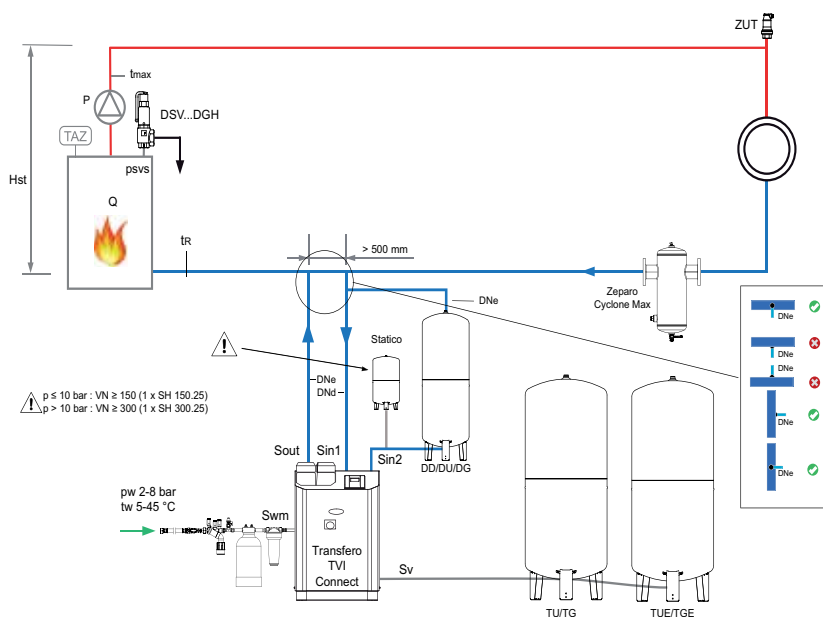 ZUT
tmax
P
DSV...DGH
TAZ
psvs
Hst
Q
> 500 mm
tR
Zeparo
Cyclone Max
DNe
Statico
DNe
DNd
p ≤ 10 bar : VN ≥ 150 (1 x SH 150.25)
p > 10 bar : VN ≥ 300 (1 x SH 300.25)
Sout
Sin1
Sin2
DD/DU/DG
pw 2-8 bar
tw 5-45 °C
Swm
Transfero
TVI
Connect
Sv
TU/TG
TUE/TGE
DNe
DNe
DNe
DNe
DNe